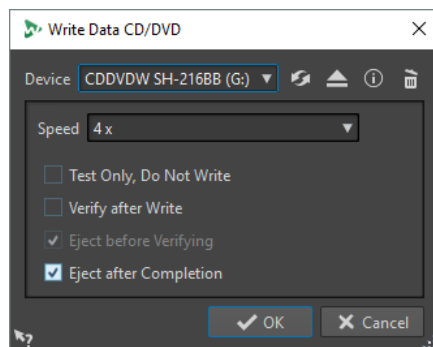 Write Data CD/DVD
Device CDDVDW SH-216BB (G:)
Speed 4 x
Test Only, Do Not Write
Verify after Write
Eject before Verifying
Eject after Completion
OK Cancel